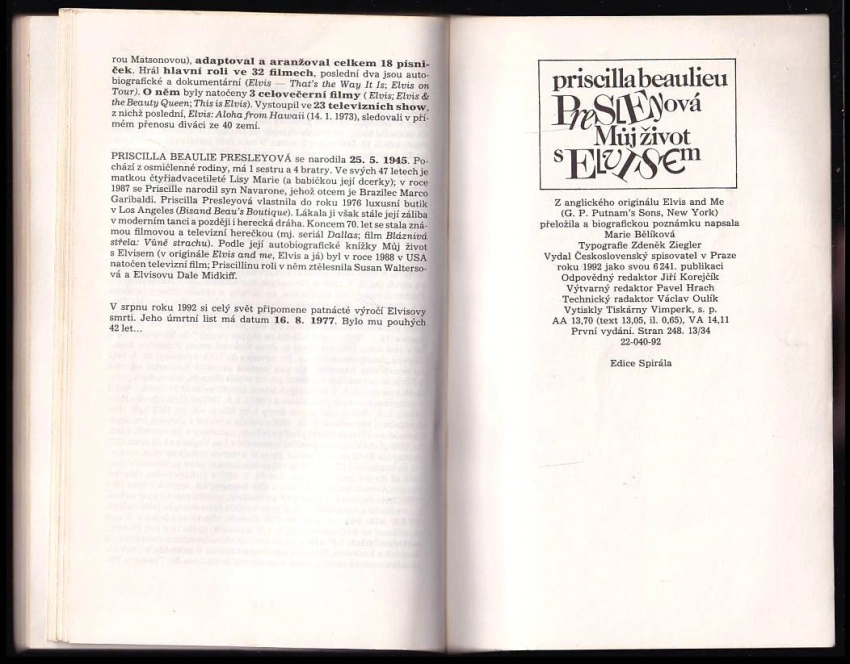 rou Matsonovou), adaptoval a aranžoval celkem 18 písni-
ček. Hrál hlavní roli ve 32 filmech, poslední dva jsou auto-
biografické a dokumentární (Elvis — That's the Way It Is; Elvis on
Tour). O něm byly natočeny 3 celovečerní filmy (Elvis; Elvis &
the Beauty Queen; This is Elvis). Vystoupil ve 23 televizních show,
z nichž poslední, Elvis: Aloha from Hawaii (14. 1. 1973), sledovali v pří-
mém přenosu diváci ze 40 zemí.
PRISCILLA BEAULIE PRESLEYOVÁ se narodila 25. 5. 1945. Po-
chází z osmičlenné rodiny, má 1 sestru a 4 bratry. Ve svých 47 letech je
matkou čtyřiadvacetileté Lisy Marie (a babičkou její dcerky); v roce
1987 se Priscille narodil syn Navarone, jehož otcem je Brazilec Marco
Garibaldi. Priscilla Presleyová vlastnila do roku 1976 luxusní butik
v Los Angeles (Bisand Beau's Boutique). Lákala ji však stále její záliba
v moderním tanci a později i herecká dráha. Koncem 70. let se stala zná-
mou filmovou a televizní herečkou (mj. seriál Dallas; film Bláznivá
střela: Vůně strachu). Podle její autobiografické knížky Můj život
s Elvisem (v originále Elvis and me, Elvis a já) byl v roce 1988 v USA
natočen televizní film; Priscillinu roli v něm ztělesnila Susan Walterso-
vá a Elvisovu Dale Midkiff.
V srpnu roku 1992 si celý svět připomene patnácté výročí Elvisovy
smrti. Jeho úmrtní list má datum 16. 8. 1977. Bylo mu pouhých
42 let...
priscilla beaulieu
PresLEyová
Můj život
s ELVISEm
Z anglického originálu Elvis and Me
(G. P. Putnam's Sons, New York)
přeložila a biografickou poznámku napsala
Marie Bělíková
Typografie Zdeněk Ziegler
Vydal Československý spisovatel v Praze
roku 1992 jako svou 6 241. publikaci
Odpovědný redaktor Jiří Korejčík
Výtvarný redaktor Pavel Hrach
Technický radaktor Václav Oulík
Vytiskly Tiskárny Vimperk, s. p.
AA 13,70 (text 13,05, il. 0,65), VA 14,11
První vydání. Stran 248. 13/34
22-040-92
Edice Spirála